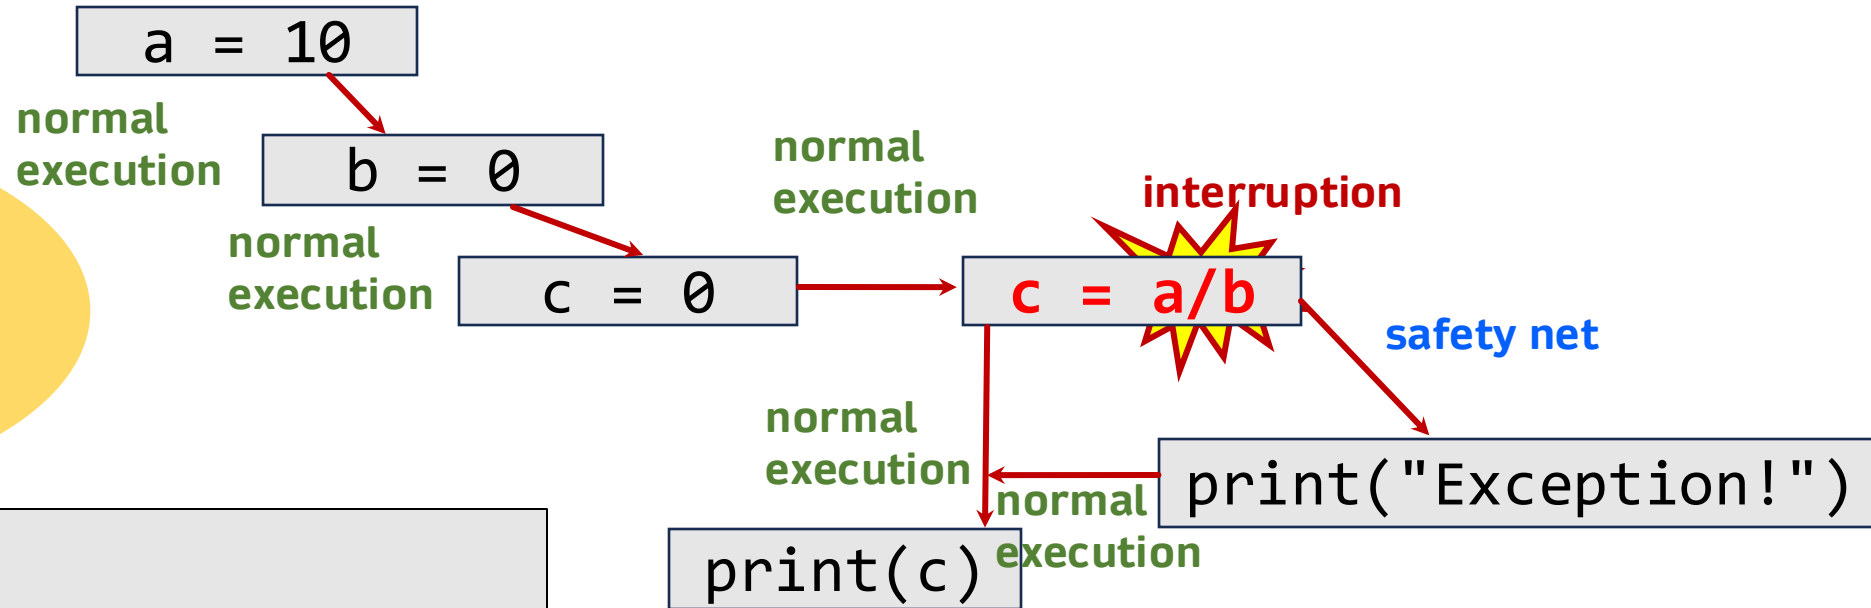 a = 10
normal
execution
b = 0
normal
execution
normal
execution
interruption
c = 0
c = a/b
safety net
normal
execution
print("Exception!")
normal
execution
print(c)